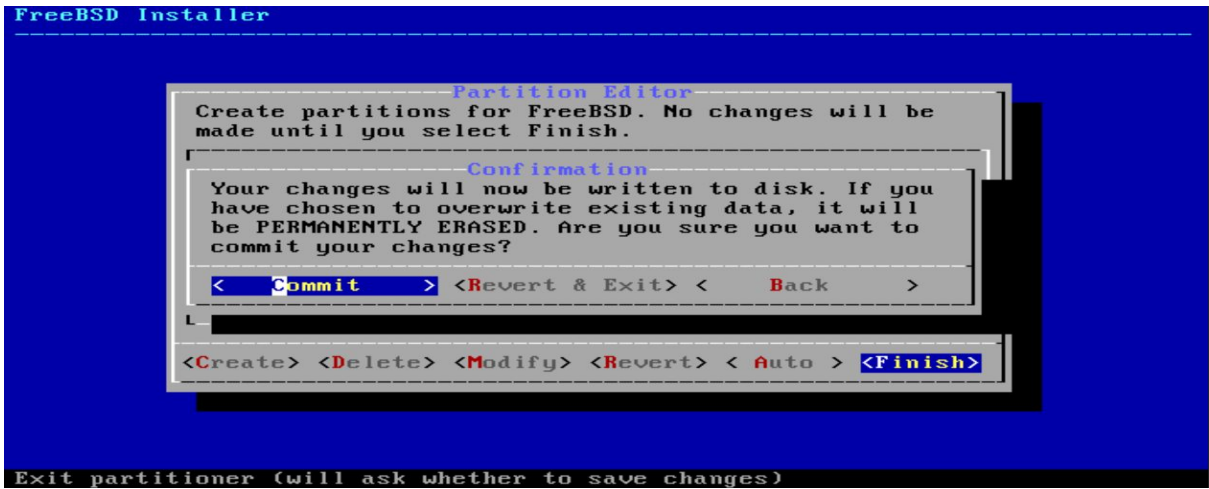 FreeBSD Installer
Partition Editor
Create partitions for FreeBSD. No changes will be
made until you select Finish.
Confirmation
Your changes will now be written to disk. If you
have chosen to overwrite existing data, it will
be PERMANENTLY ERASED. Are you sure you want to
commit your changes?
< Commit > <Revert & Exit> < Back >
<Create> <Delete> <Modify> <Revert> < Auto > <Finish>
Exit partitioner (will ask whether to save changes)